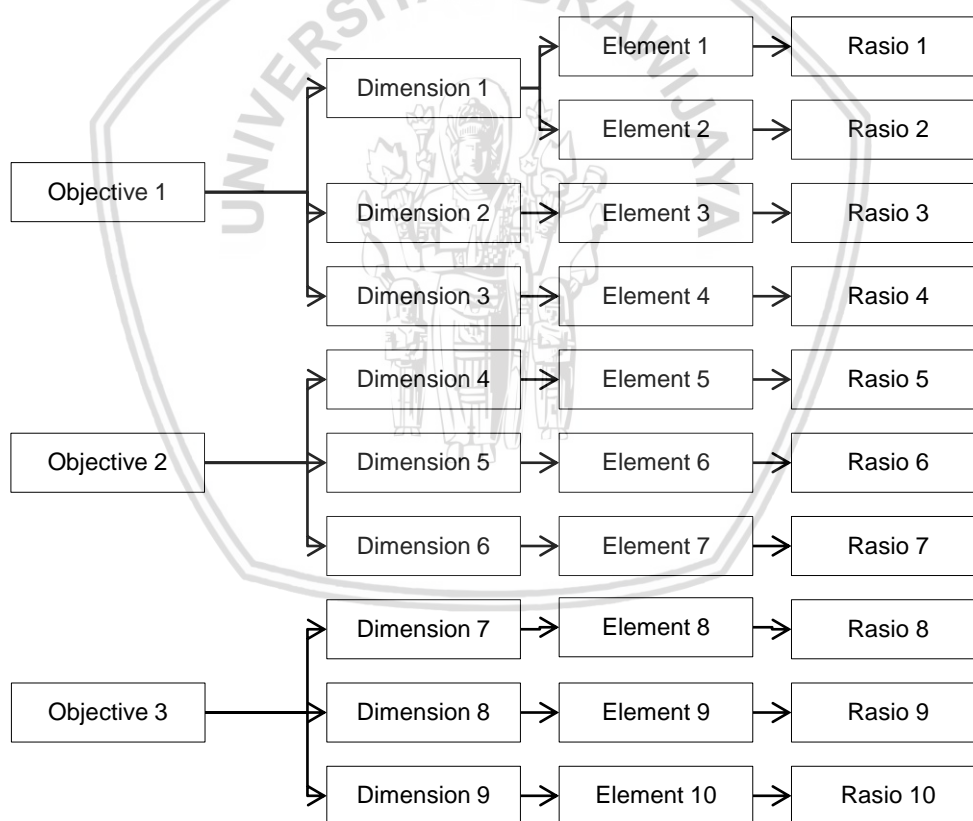 UNIVERSITAS BRAWIJAYA
Element 1
Rasio 1
Dimension 1
Element 2
Rasio 2
Objective 1
Dimension 2
Element 3
Rasio 3
Dimension 3
Element 4
Rasio 4
Dimension 4
Element 5
Rasio 5
Objective 2
Dimension 5
Element 6
Rasio 6
Dimension 6
Element 7
Rasio 7
Dimension 7
Element 8
Rasio 8
Objective 3
Dimension 8
Element 9
Rasio 9
Dimension 9
Element 10
Rasio 10